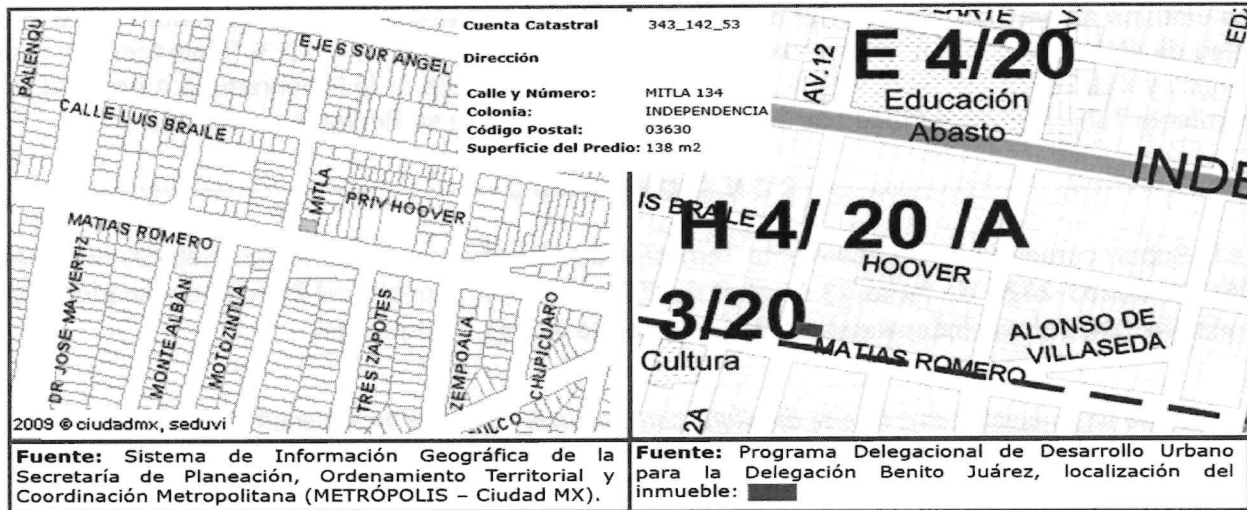 PALENQU
EJE 6 SUR ANGEL
CALLE LUIS BRAILE
MITLA
PRIV HOOVER
MATIAS ROMERO
DR JOSE MA VERTIZ
MONTE ALBAN
MOTOZINTLA
TRES ZAPOTES
ZEMPOALA
CHUPICUARO
ULCO
2009 © ciudadmx, seduvi
Cuenta Catastral 343_142_53
Dirección
Calle y Número: MITLA 134
Colonia: INDEPENDENCIA
Código Postal: 03630
Superficie del Predio: 138 m2
ARTE
AV.
ED
AV.12
E 4/20
Educación
Abasto
INDE
IS BRAILE
H 4/ 20 /A
HOOVER
3/20
Cultura
MATIAS ROMERO
ALONSO DE
VILLASEDA
2A
Fuente: Sistema de Información Geográfica de la
Secretaría de Planeación, Ordenamiento Territorial y
Coordinación Metropolitana (METRÓPOLIS – Ciudad MX).
Fuente: Programa Delegacional de Desarrollo Urbano
para la Delegación Benito Juárez, localización del
inmueble: